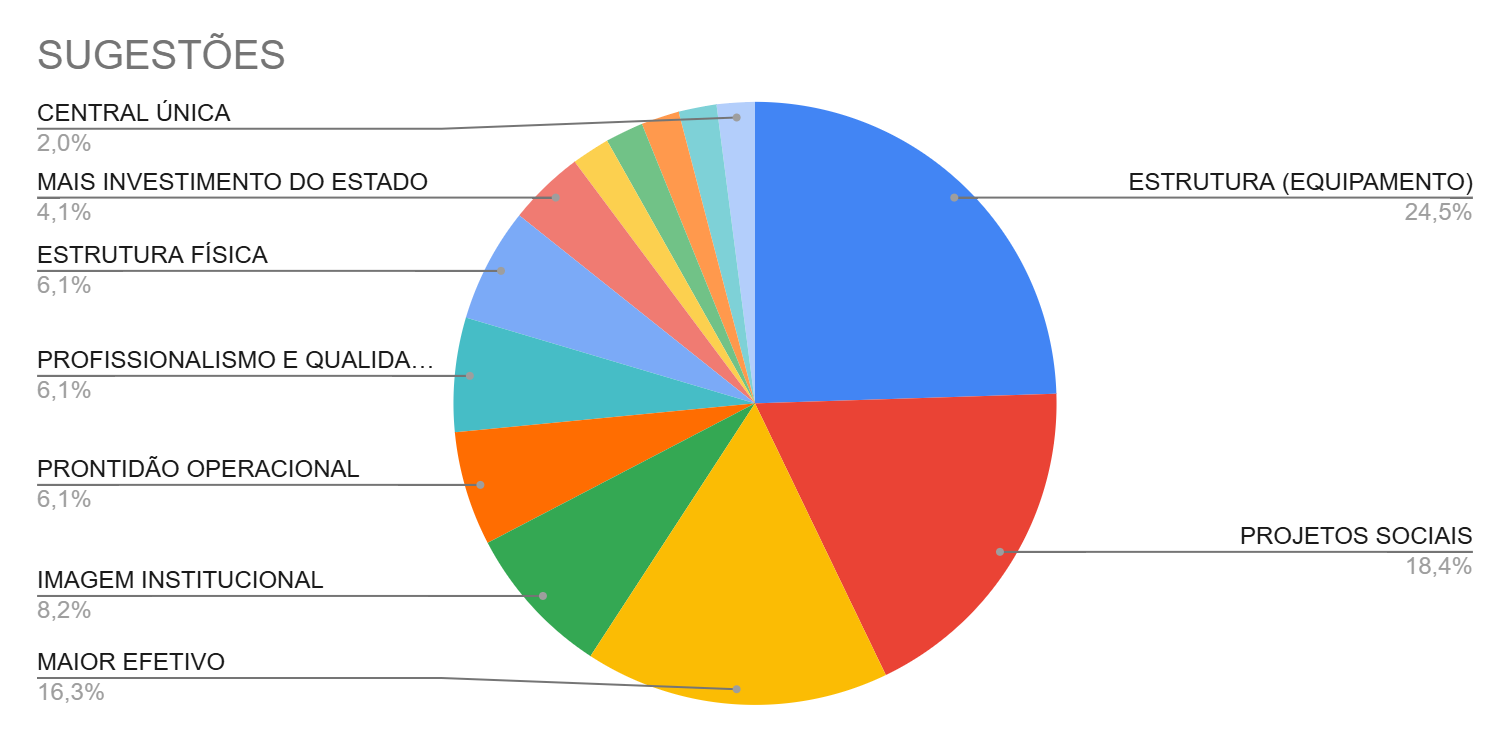 SUGESTÕES
CENTRAL ÚNICA
2,0%
MAIS INVESTIMENTO DO ESTADO
4,1%
ESTRUTURA FÍSICA
6,1%
PROFISSIONALISMO E QUALIDA…
6,1%
PRONTIDÃO OPERACIONAL
6,1%
IMAGEM INSTITUCIONAL
8,2%
MAIOR EFETIVO
16,3%
ESTRUTURA (EQUIPAMENTO)
24,5%
PROJETOS SOCIAIS
18,4%